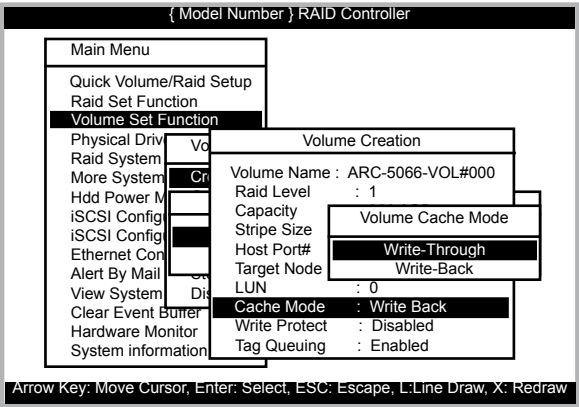 { Model Number } RAID Controller
Main Menu
Quick Volume/Raid Setup
Raid Set Function
Volume Set Function
Physical Driv
Raid System
More System
Hdd Power M
iSCSI Config
iSCSI Config
Ethernet Con
Alert By Mail
View System
Clear Event Buffer
Hardware Monitor
System information
Vo
Cr
Dis
Volume Creation
Volume Name : ARC-5066-VOL#000
Raid Level : 1
Capacity
Stripe Size
Host Port#
Target Node
LUN : 0
Cache Mode : Write Back
Write Protect : Disabled
Tag Queuing : Enabled
Volume Cache Mode
Write-Through
Write-Back
Arrow Key: Move Cursor, Enter: Select, ESC: Escape, L:Line Draw, X: Redraw